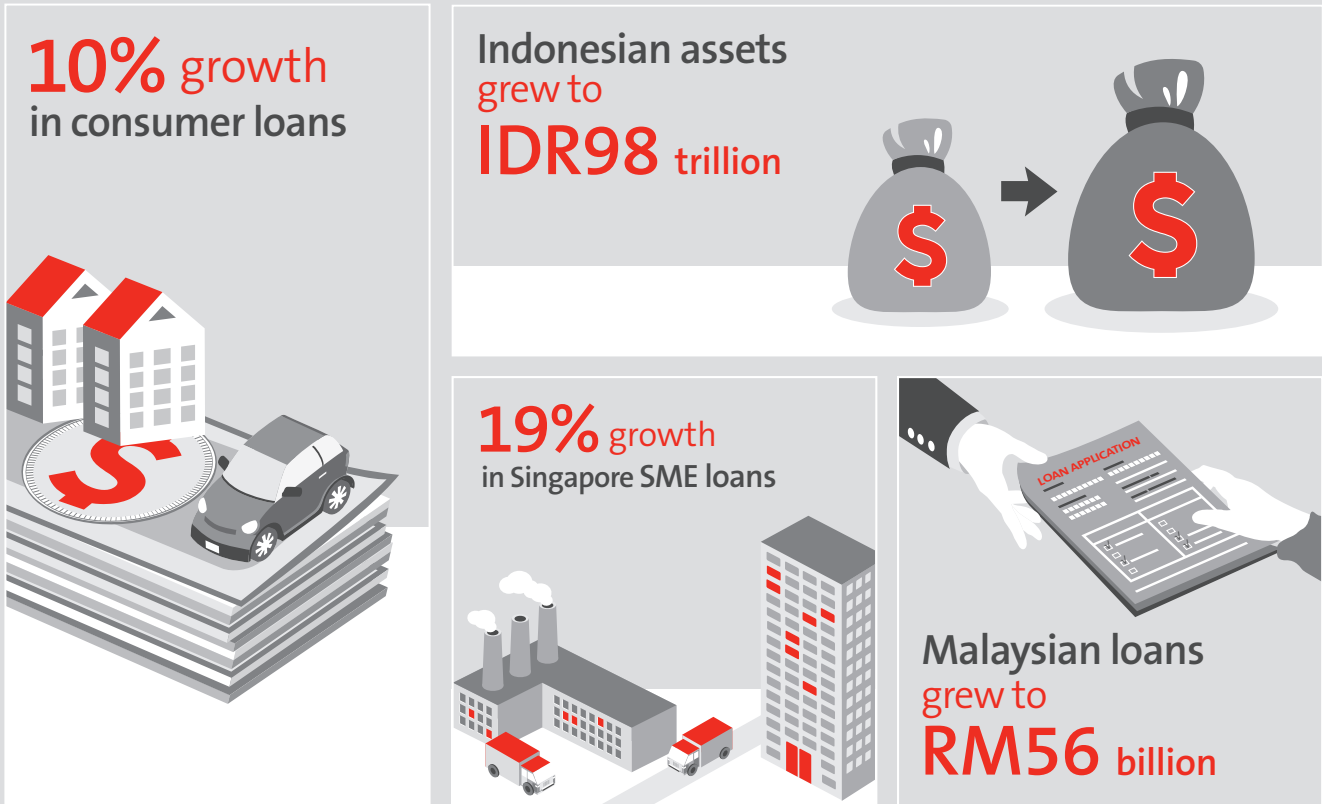 10% growth
in consumer loans
Indonesian assets
grew to
IDR98 trillion
$
$
$
19% growth
in Singapore SME loans
LOAN APPLICATION
Malaysian loans
grew to
RM56 billion